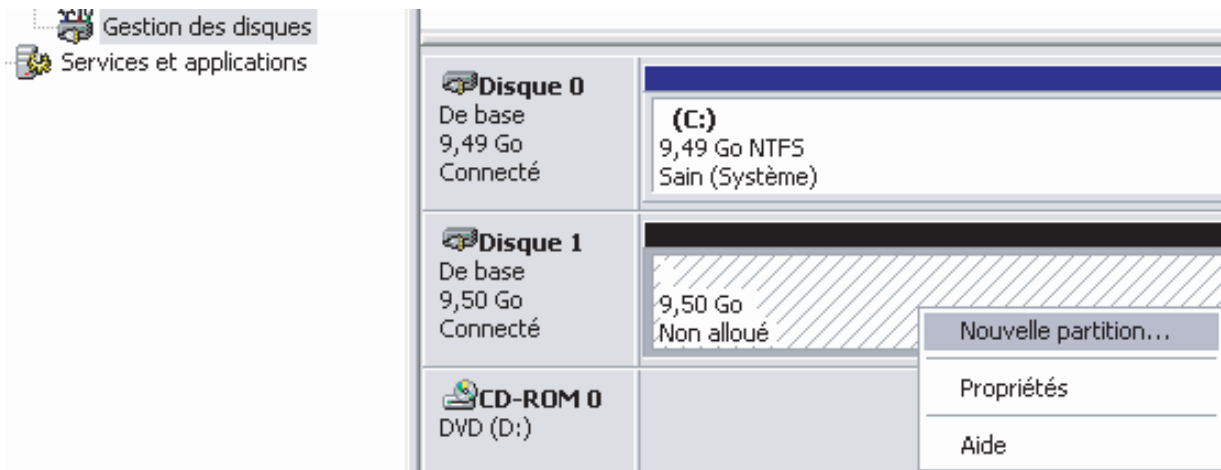 Gestion des disques
Services et applications
Disque 0
De base
9,49 Go
Connecté
(C:)
9,49 Go NTFS
Sain (Système)
Disque 1
De base
9,50 Go
Connecté
9,50 Go
Non alloué
Nouvelle partition...
Propriétés
Aide
CD-ROM 0
DVD (D:)